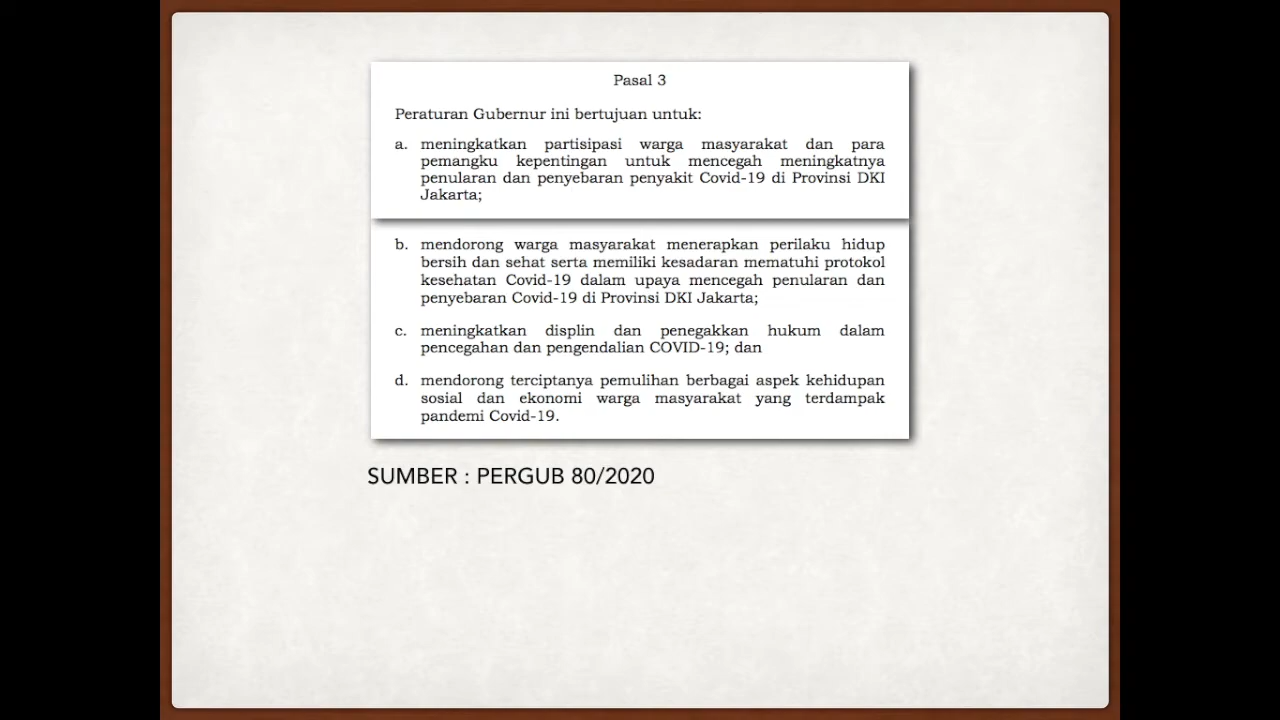 Pasal 3
Peraturan Gubernur ini bertujuan untuk:
a. meningkatkan partisipasi warga masyarakat dan para
pemangku kepentingan untuk mencegah meningkatnya
penularan dan penyebaran penyakit Covid-19 di Provinsi DKI
Jakarta;
b. mendorong warga masyarakat menerapkan perilaku hidup
bersih dan sehat serta memiliki kesadaran mematuhi protokol
kesehatan Covid-19 dalam upaya mencegah penularan dan
penyebaran Covid-19 di Provinsi DKI Jakarta;
c. meningkatkan displin dan penegakkan hukum dalam
pencegahan dan pengendalian COVID-19; dan
d. mendorong terciptanya pemulihan berbagai aspek kehidupan
sosial dan ekonomi warga masyarakat yang terdampak
pandemi Covid-19.
SUMBER : PERGUB 80/2020